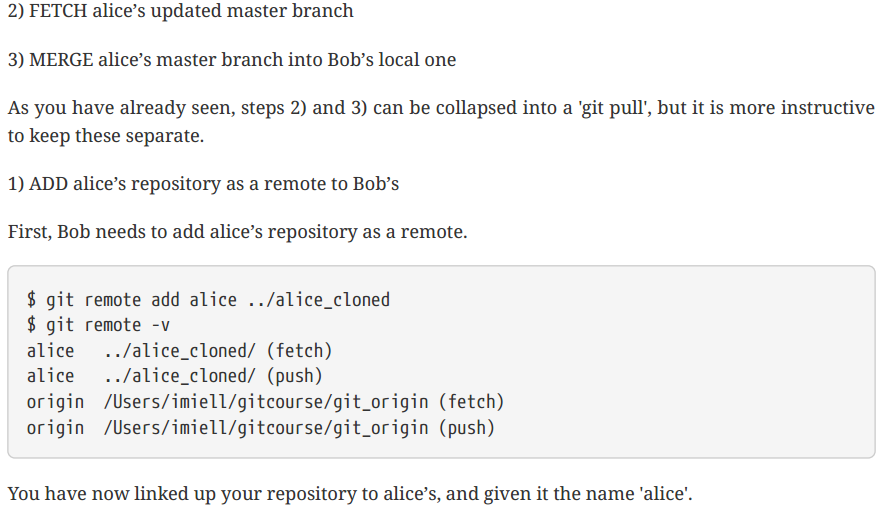 2) FETCH alice’s updated master branch
3) MERGE alice’s master branch into Bob’s local one
As you have already seen, steps 2) and 3) can be collapsed into a 'git pull', but it is more instructive
to keep these separate.
1) ADD alice’s repository as a remote to Bob’s
First, Bob needs to add alice’s repository as a remote.
$ git remote add alice ../alice_cloned
$ git remote -v
alice   ../alice_cloned/ (fetch)
alice   ../alice_cloned/ (push)
origin  /Users/imiell/gitcourse/git_origin (fetch)
origin  /Users/imiell/gitcourse/git_origin (push)
You have now linked up your repository to alice’s, and given it the name 'alice'.